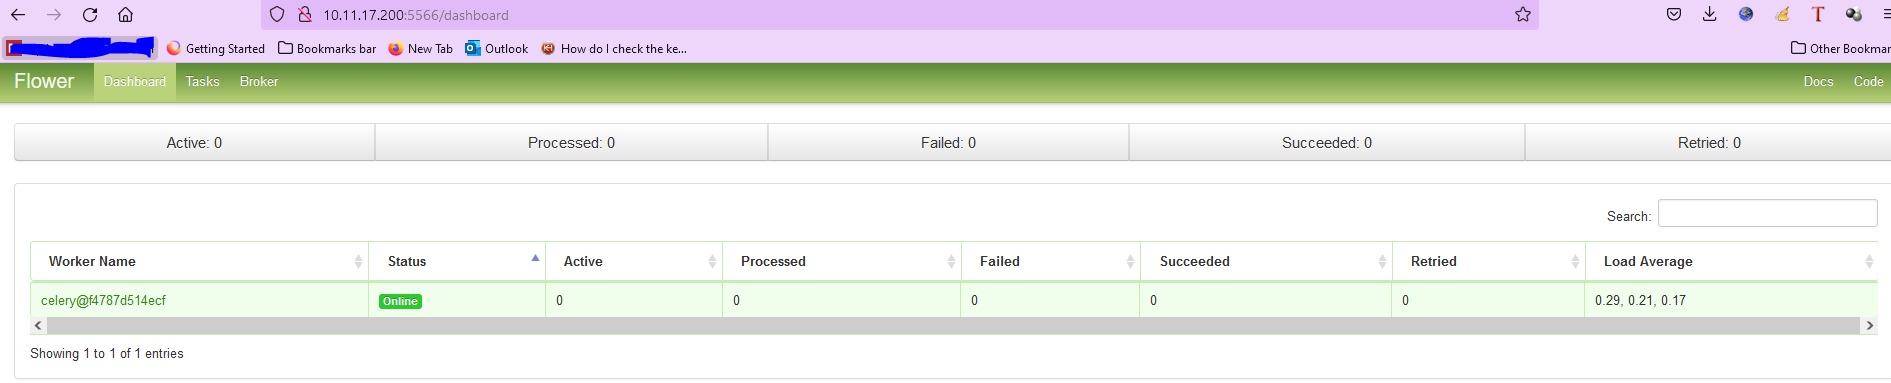 10.11.17.200:5566/dashboard
Getting Started Bookmarks bar New Tab Outlook How do I check the ke... Other Bookmar
Flower Dashboard Tasks Broker Docs Code
Active: 0 Processed: 0 Failed: 0 Succeeded: 0 Retried: 0
Search:
Worker Name Status Active Processed Failed Succeeded Retried Load Average
celery@f4787d514ecf Online 0 0 0 0 0 0.29, 0.21, 0.17
Showing 1 to 1 of 1 entries